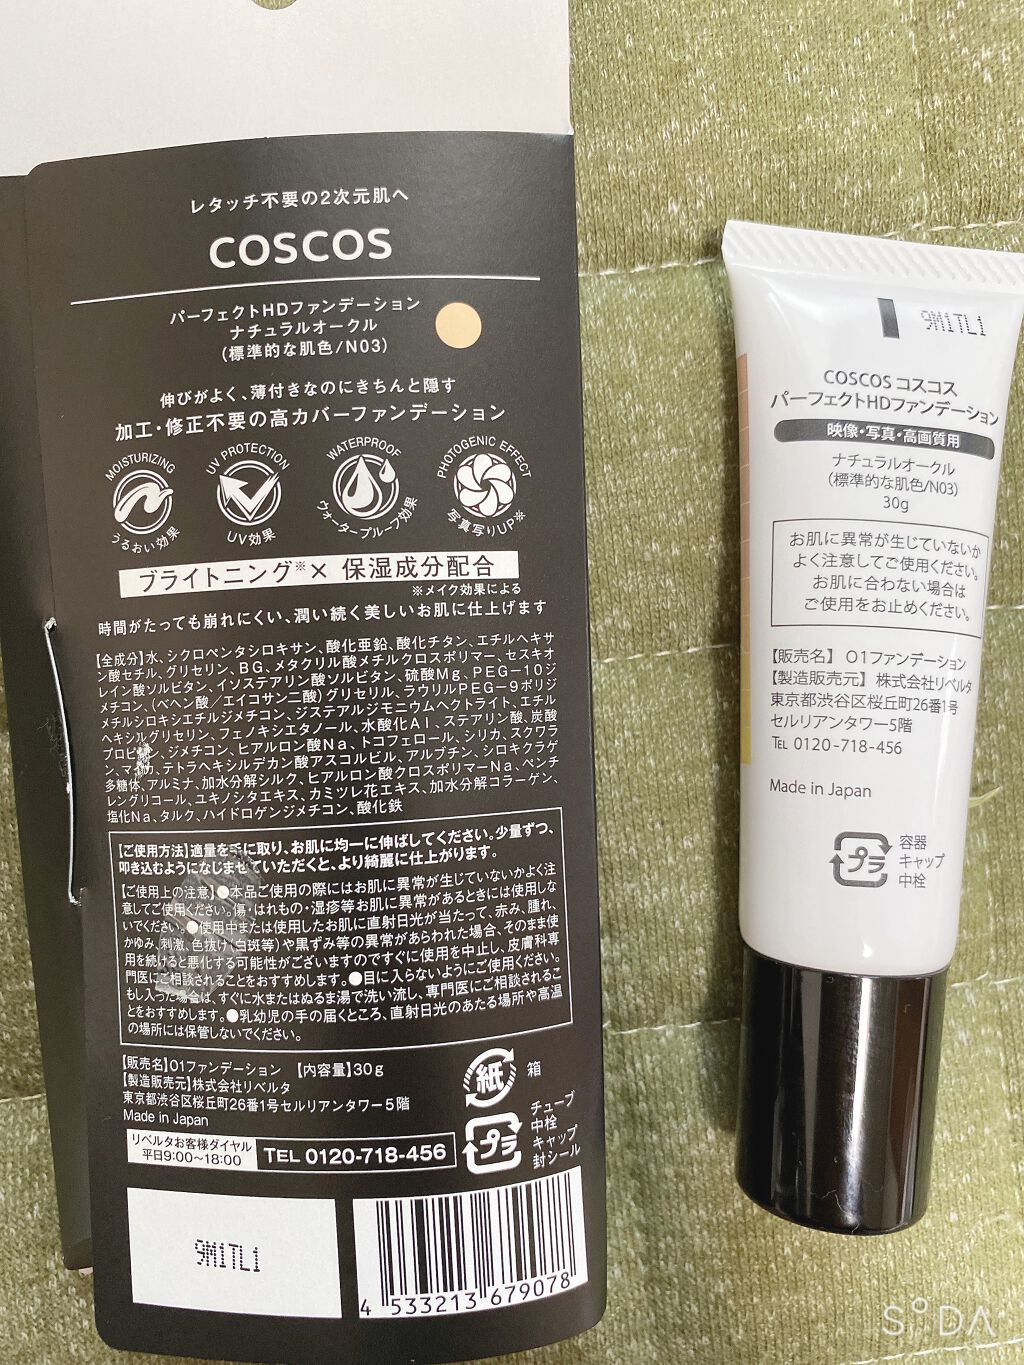 レタッチ不要の2次元肌へ
COSCOS
パーフェクトHDファンデーション
ナチュラルオークル
(標準的な肌色/N03)
伸びがよく、薄付きなのにきちんと隠す
加工・修正不要の高カバーファンデーション
MOISTURIZING
うるおい効果
UV PROTECTION
UV効果
WATERPROOF
ウォータープルーフ効果
PHOTOGENIC EFFECT
写真写りUP※
ブライトニング※× 保湿成分配合
※メイク効果による
時間がたっても崩れにくい、潤い続く美しいお肌に仕上げます
【全成分】水、シクロペンタシロキサン、酸化亜鉛、酸化チタン、エチルヘキサ
ン酸セチル、グリセリン、BG、メタクリル酸メチルクロスポリマー、セスキオ
レイン酸ソルビタン、イソステアリン酸ソルビタン、硫酸Mg、PEG-10ジ
メチコン、(ベヘン酸/エイコサン二酸)グリセリル、ラウリルPEG-9ポリジ
メチルシロキシエチルジメチコン、ジステアルジモニウムヘクトライト、エチル
ヘキシルグリセリン、フェノキシエタノール、水酸化Al、ステアリン酸、炭酸
プロピ、ジメチコン、ヒアルロン酸Na、トコフェロール、シリカ、スクワラ
ン、マイカ、テトラヘキシルデカン酸アスコルビル、アルブチン、シロキクラゲ
多糖体、アルミナ、加水分解シルク、ヒアルロン酸クロスポリマーNa、ペンチ
レングリコール、ユキノシタエキス、カミツレ花エキス、加水分解コラーゲン、
塩化Na、タルク、ハイドロゲンジメチコン、酸化鉄
【ご使用方法】適量を手に取り、お肌に均一に伸ばしてください。少量ずつ、
叩き込むようになじませていただくと、より綺麗に仕上がります。
【ご使用上の注意】●本品ご使用の際にはお肌に異常が生じていないかよく注
意してご使用ください。傷・はれもの・湿疹等お肌に異常があるときには使用しな
いでください。●使用中または使用したお肌に直射日光が当たって、赤み、腫れ、
かゆみ、刺激、色抜け(白斑等)や黒ずみ等の異常があらわれた場合、そのまま使
用を続けると悪化する可能性がございますのですぐに使用を中止し、皮膚科専
門医にご相談されることをおすすめします。●目に入らないようにご使用ください。
もし入った場合は、すぐに水またはぬるま湯で洗い流し、専門医にご相談されるこ
とをおすすめします。●乳幼児の手の届くところ、直射日光のあたる場所や高温
の場所には保管しないでください。
【販売名】01ファンデーション 【内容量】30g
【製造販売元】株式会社リベルタ
東京都渋谷区桜丘町26番1号セルリアンタワー5階
Made in Japan
リベルタお客様ダイヤル
平日9:00~18:00
TEL 0120-718-456
紙
箱
プラ
チューブ
中栓
キャップ
封シール
9M1TL1
4 533213 679078
9M1TL1
COSCOS コスコス
パーフェクトHDファンデーション
映像・写真・高画質用
ナチュラルオークル
(標準的な肌色/N03)
30g
お肌に異常が生じていないか
よく注意してご使用ください。
お肌に合わない場合は
ご使用をお止めください。
【販売名】 01ファンデーション
【製造販売元】 株式会社リベルタ
東京都渋谷区桜丘町26番1号
セルリアンタワー5階
TEL 0120-718-456
Made in Japan
プラ
容器
キャップ
中栓
SODA